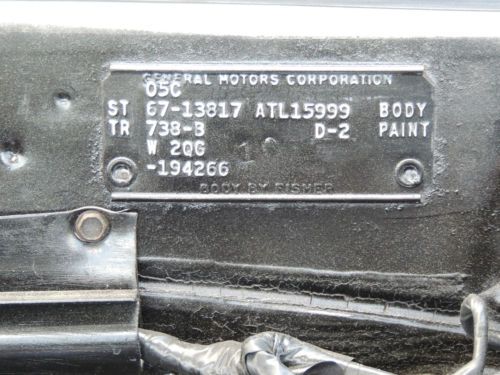 GENERAL MOTORS CORPORATION
05C
ST 67-13817 ATL15999 BODY
TR 738-B D-2 PAINT
W 2QG
-194266
BODY BY FISHER